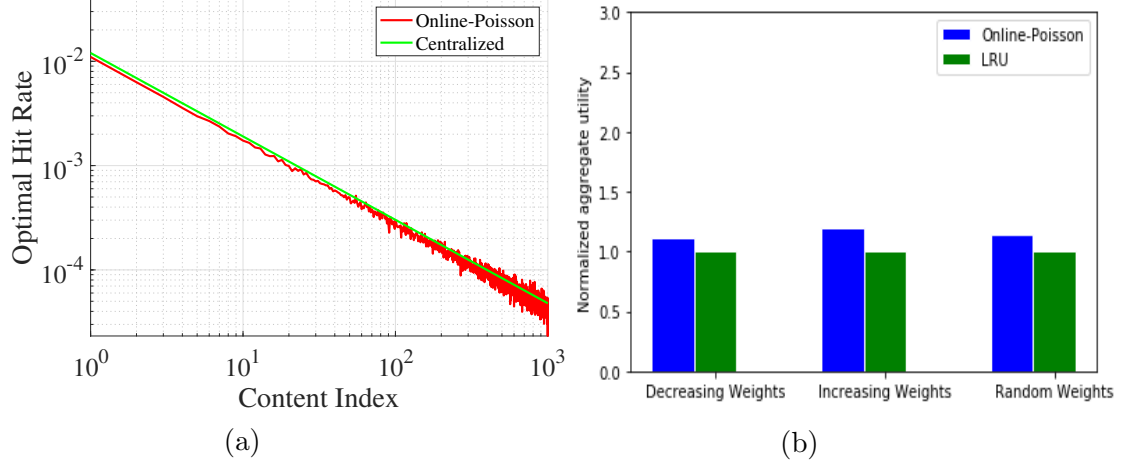 Online-Poisson
Centralized
Optimal Hit Rate
10^-2
10^-3
10^-4
10^0
10^1
10^2
10^3
Content Index
(a)
Online-Poisson
LRU
Normalized aggregate utility
3.0
2.5
2.0
1.5
1.0
0.5
0.0
Decreasing Weights
Increasing Weights
Random Weights
(b)